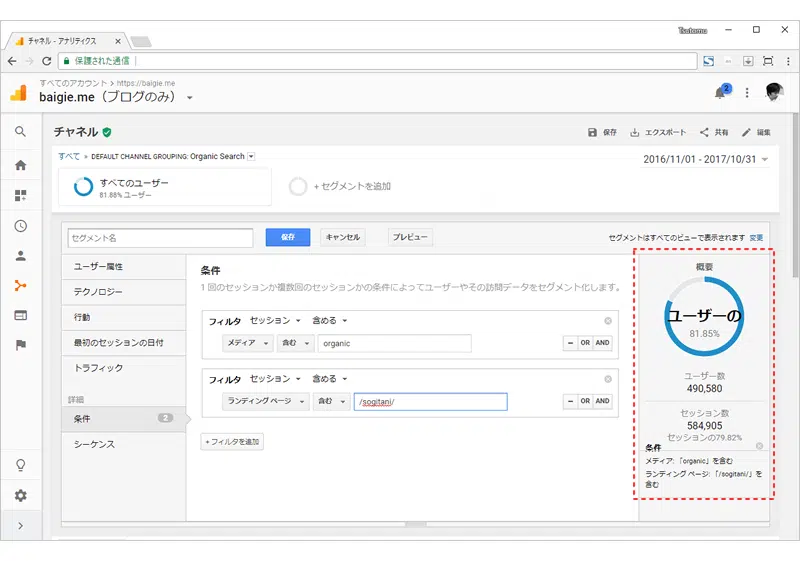 Tsutomu
チャネル - アナリティクス
保護された通信
すべてのアカウント > https://baigie.me
baigie.me（ブログのみ）
2
チャネル
保存
エクスポート
共有
編集
すべて » DEFAULT CHANNEL GROUPING: Organic Search
2016/11/01 - 2017/10/31
すべてのユーザー
81.88% ユーザー
+ セグメントを追加
セグメント名
保存
キャンセル
プレビュー
セグメントはすべてのビューで表示されます 変更
ユーザー属性
テクノロジー
行動
最初のセッションの日付
トラフィック
詳細
条件
2
シーケンス
条件
1 回のセッションか複数回のセッションかの条件によってユーザーやその訪問データをセグメント化します。
フィルタ セッション 含める
メディア 含む organic
− OR AND
フィルタ セッション 含める
ランディング ページ 含む /sogitani/
− OR AND
+ フィルタを追加
概要
ユーザーの
81.85%
ユーザー数
490,580
セッション数
584,905
セッションの79.82%
条件
メディア: 「organic」を含む
ランディング ページ: 「/sogitani/」を
含む